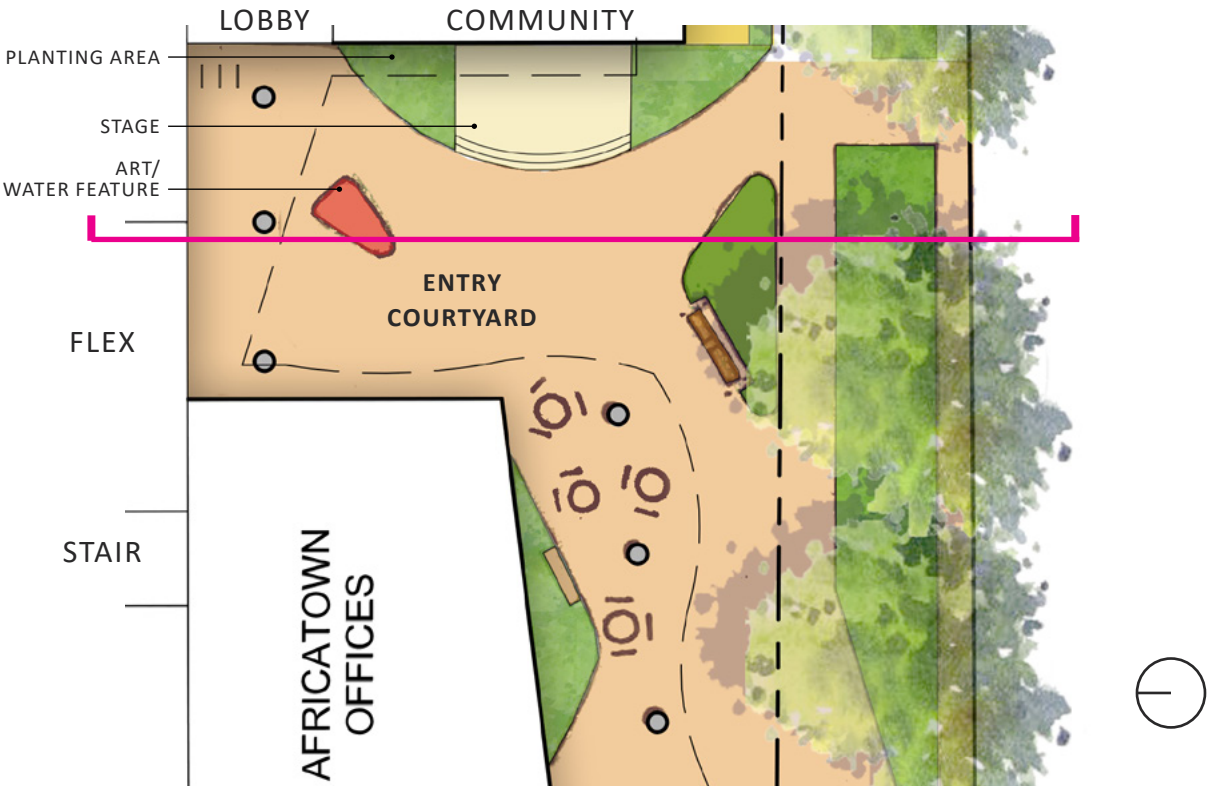 LOBBY
COMMUNITY
PLANTING AREA
STAGE
ART/
WATER FEATURE
ENTRY
COURTYARD
FLEX
STAIR
AFRICATOWN
OFFICES